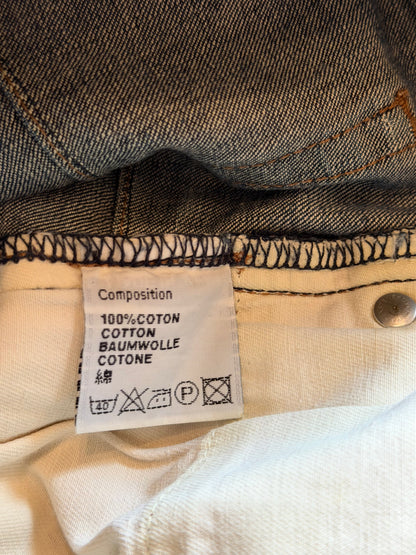 Composition
100%COTON
COTTON
BAUMWOLLE
COTONE
綿
40 P